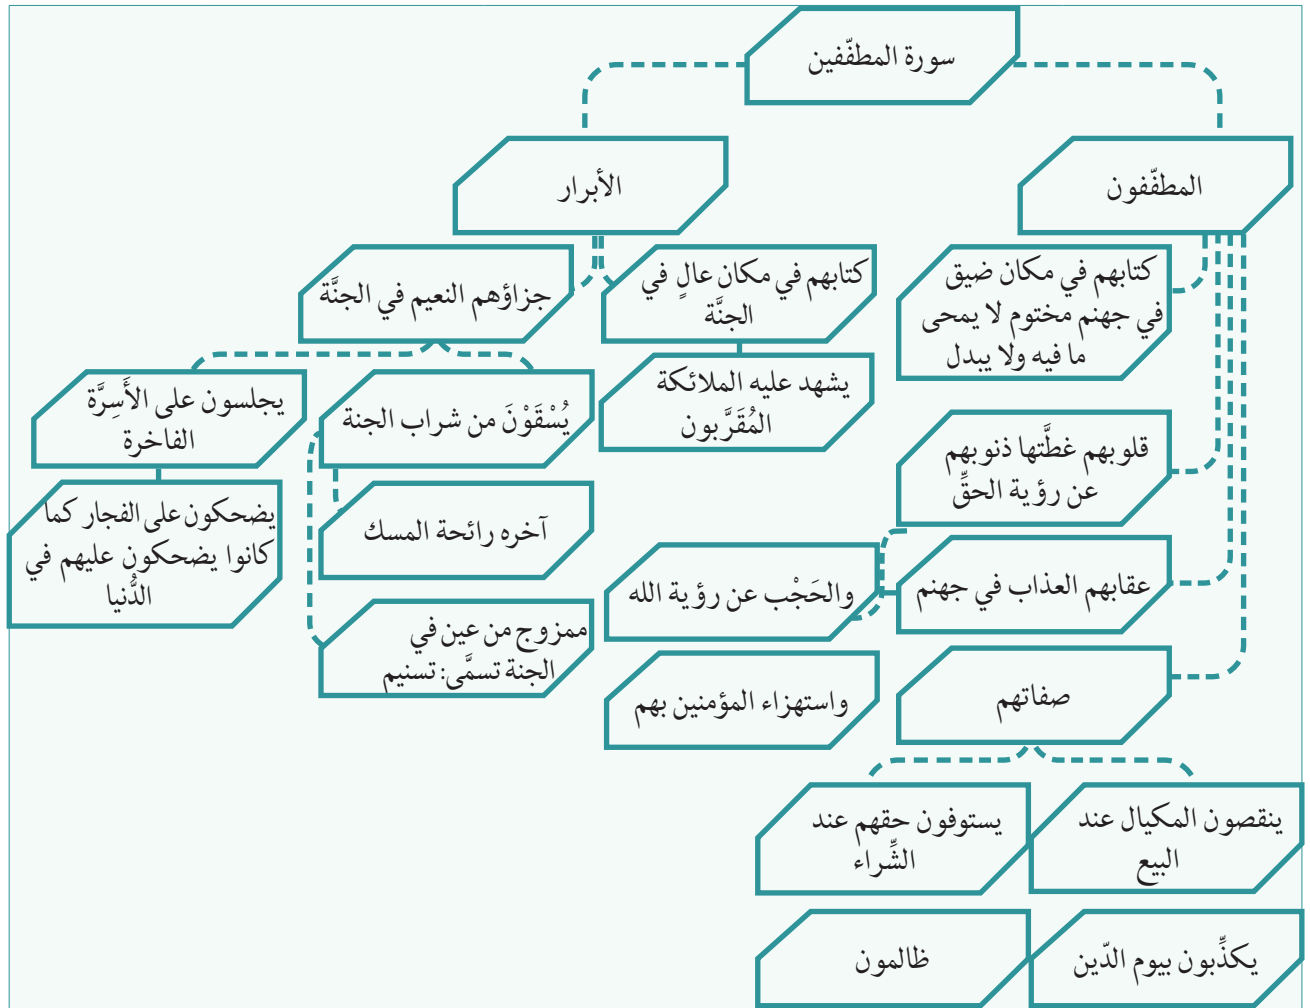 سورة المطفّفين
المطفّفون
الأبرار
كتابهم في مكان ضيق
في جهنم مختوم لا يمحى
ما فيه ولا يبدل
قلوبهم غطَّتها ذنوبهم
عن رؤية الحقِّ
عقابهم العذاب في جهنم
والحَجْب عن رؤية الله
واستهزاء المؤمنين بهم
صفاتهم
ينقصون المكيال عند
البيع
يستوفون حقهم عند
الشِّراء
يكذِّبون بيوم الدّين
ظالمون
كتابهم في مكان عالٍ في
الجنَّة
يشهد عليه الملائكة
المُقَرَّبون
جزاؤهم النعيم في الجنَّة
يُسْقَوْنَ من شراب الجنة
آخره رائحة المسك
ممزوج من عين في
الجنة تسمَّى: تسنيم
يجلسون على الأَسِرَّة
الفاخرة
يضحكون على الفجار كما
كانوا يضحكون عليهم في
الدُّنيا